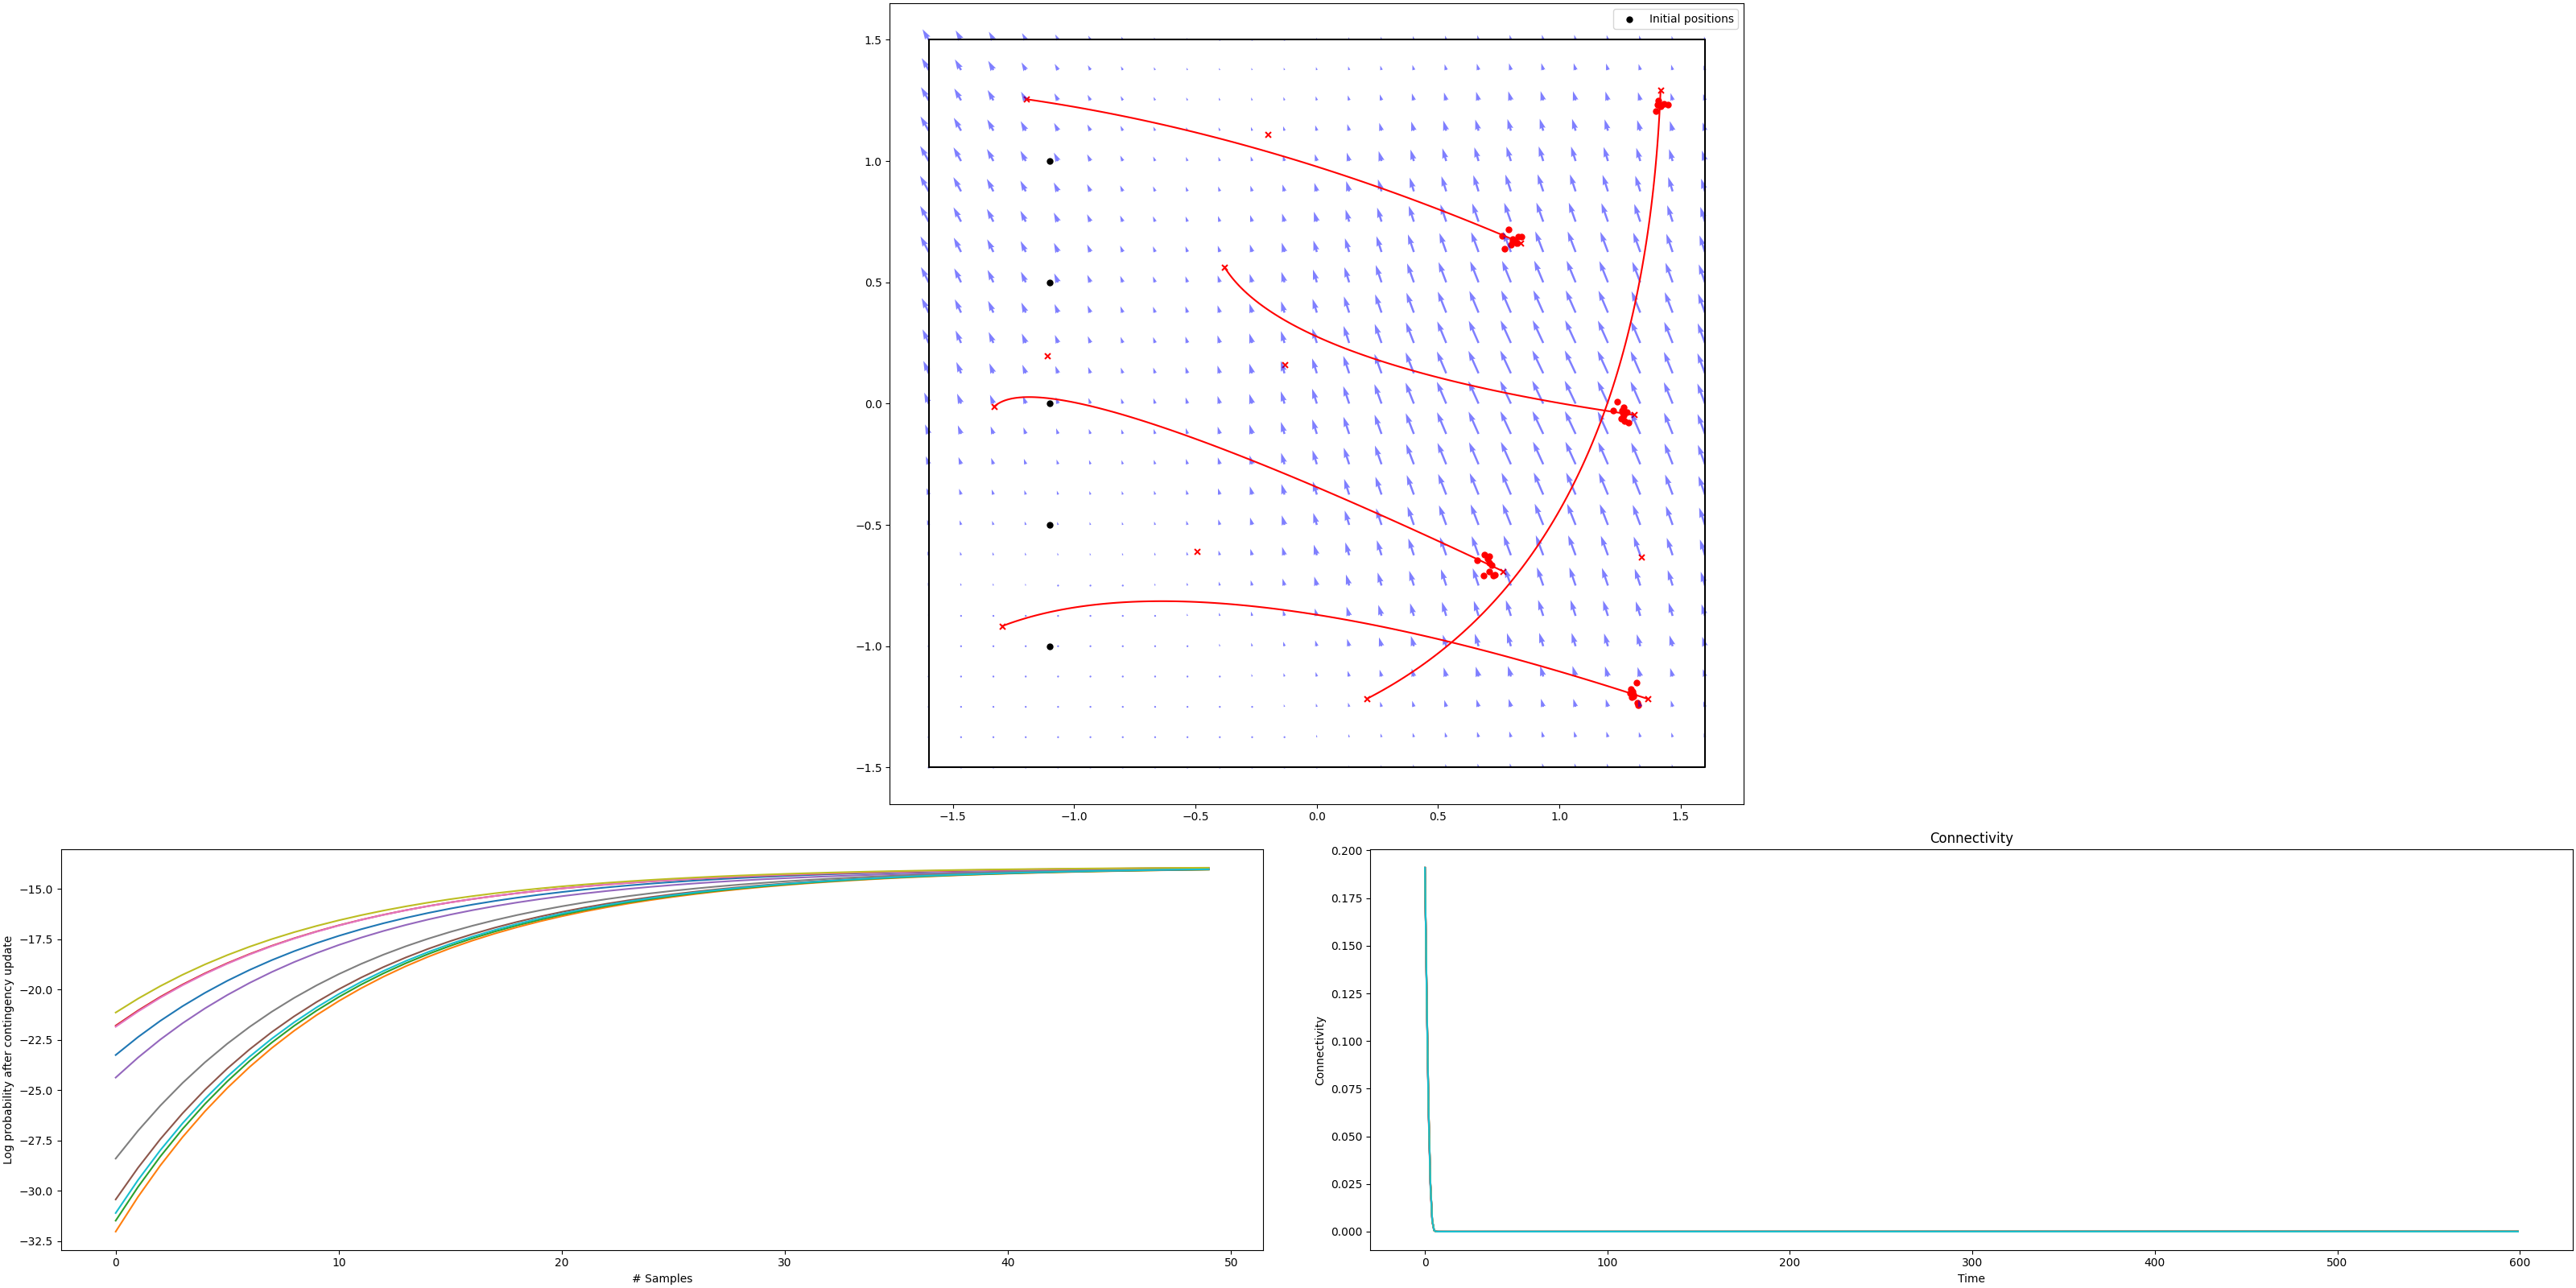 Initial positions
1.5
1.0
0.5
0.0
−0.5
−1.0
−1.5
−1.5 −1.0 −0.5 0.0 0.5 1.0 1.5
Log probability after contingency update
−15.0
−17.5
−20.0
−22.5
−25.0
−27.5
−30.0
−32.5
0 10 20 30 40 50
# Samples
Connectivity
Connectivity
0.200
0.175
0.150
0.125
0.100
0.075
0.050
0.025
0.000
0 100 200 300 400 500 600
Time